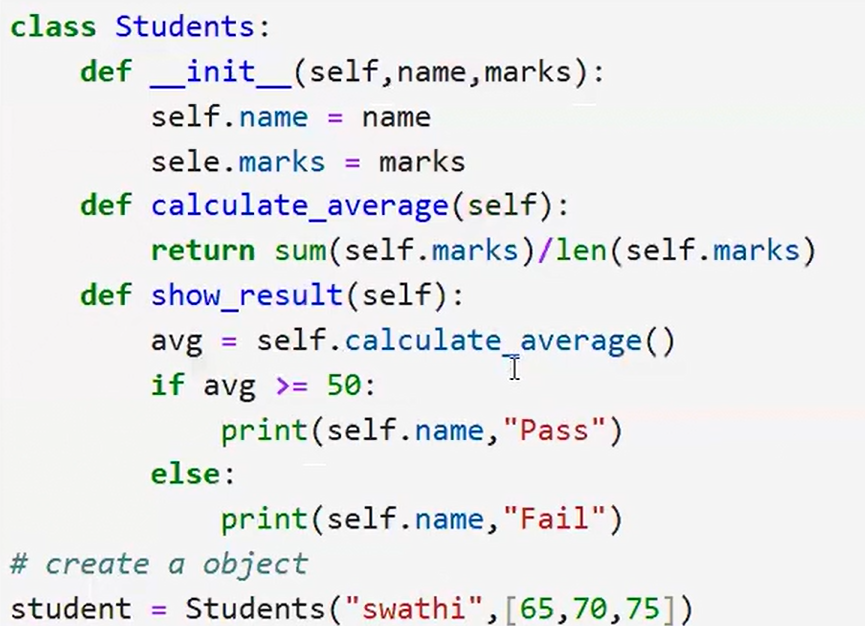 class Students:
    def __init__(self,name,marks):
        self.name = name
        sele.marks = marks
    def calculate_average(self):
        return sum(self.marks)/len(self.marks)
    def show_result(self):
        avg = self.calculate_average()
        if avg >= 50:
            print(self.name,"Pass")
        else:
            print(self.name,"Fail")
# create a object
student = Students("swathi",[65,70,75])